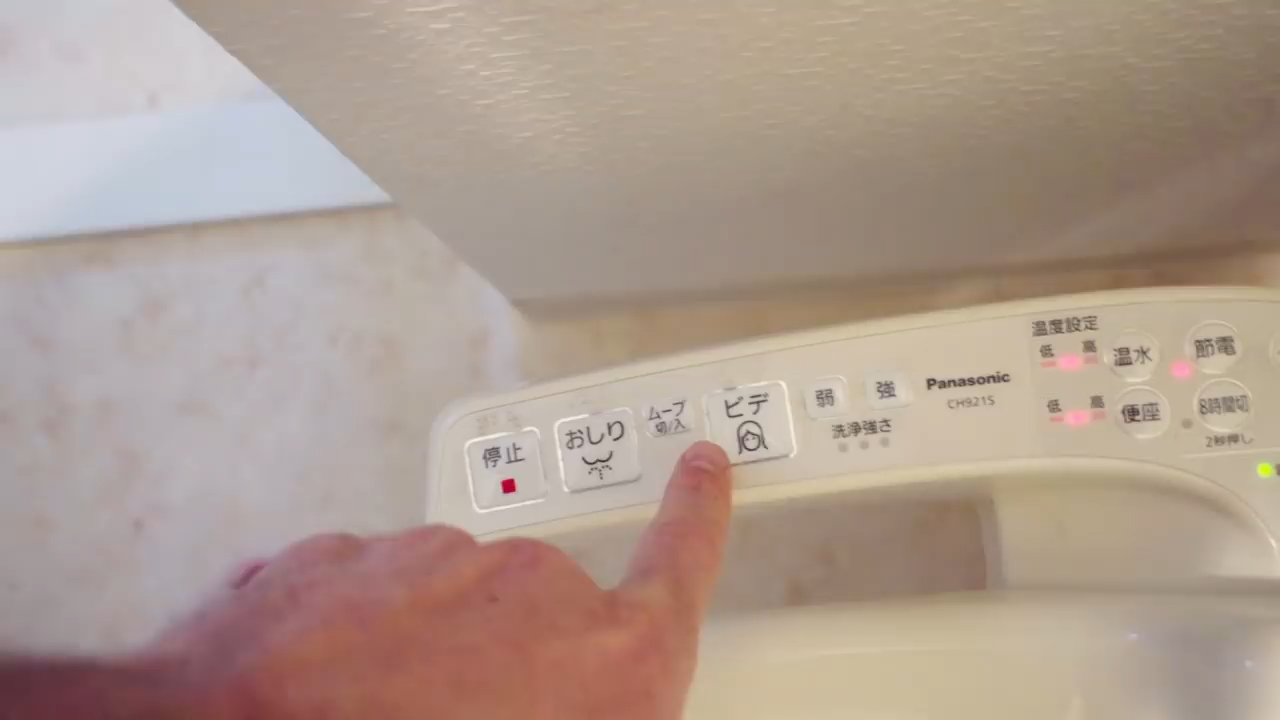 停止
おしり
ムーブ
切/入
ビデ
弱
強
洗浄強さ
Panasonic
CH921S
温度設定
低 高
温水
低 高
便座
節電
8時間切
2秒押し